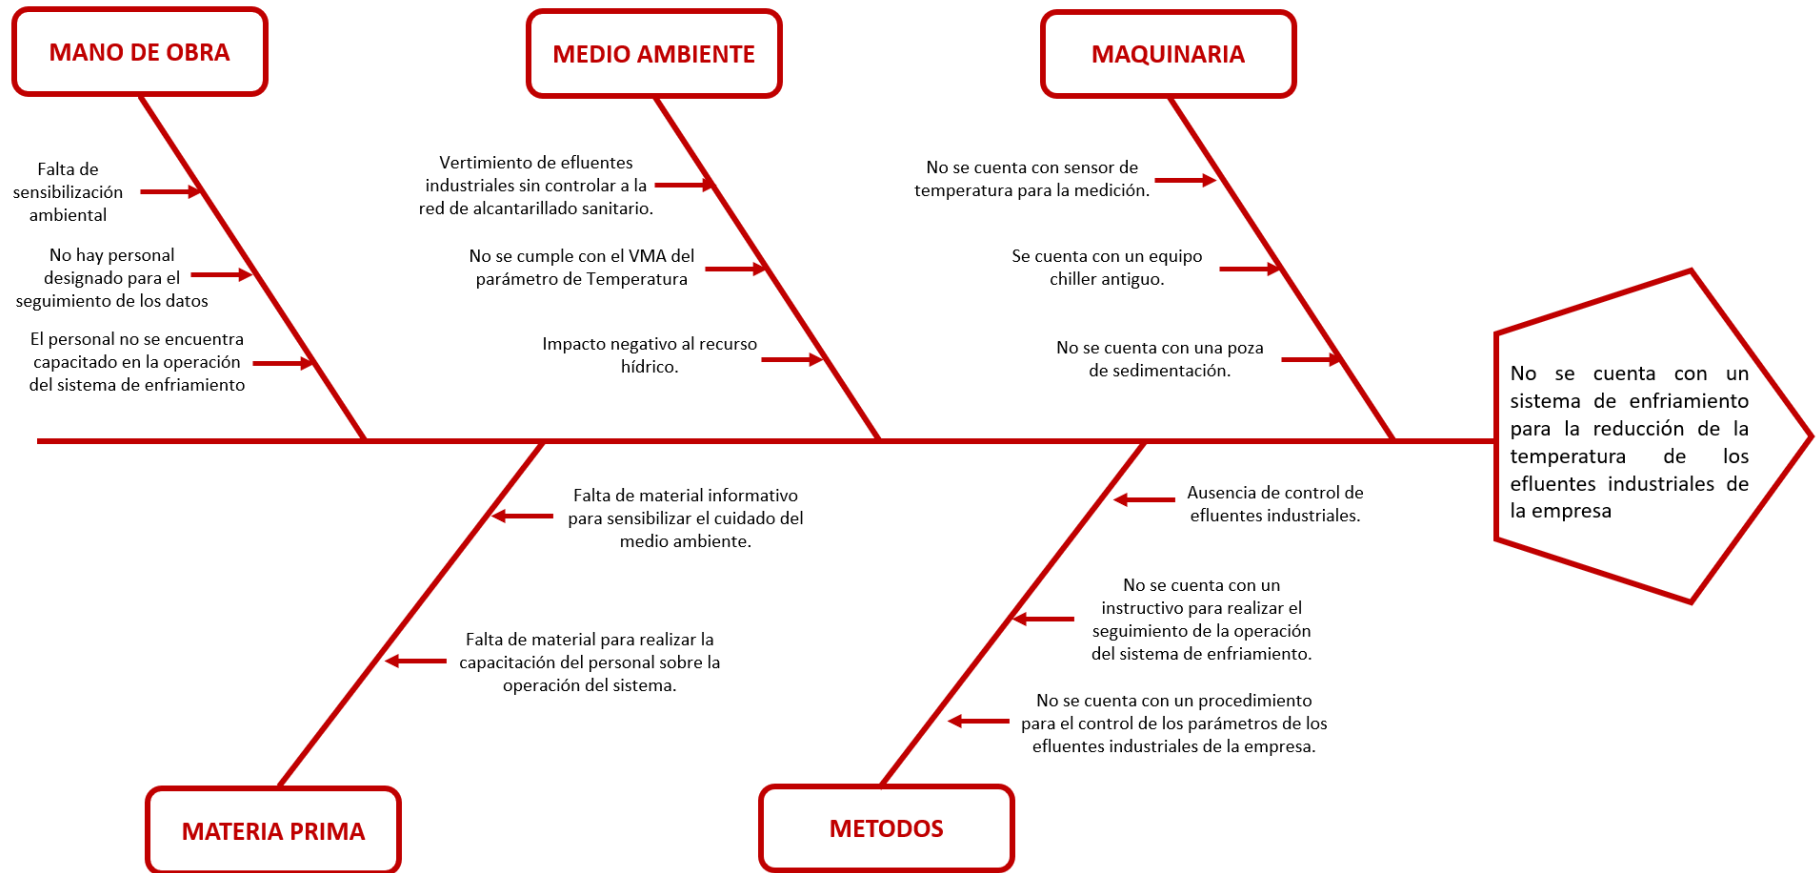 MANO DE OBRA
MEDIO AMBIENTE
MAQUINARIA
Falta de
sensibilización
ambiental
No hay personal
designado para el
seguimiento de los datos
El personal no se encuentra
capacitado en la operación
del sistema de enfriamiento
Vertimiento de efluentes
industriales sin controlar a la
red de alcantarillado sanitario.
No se cumple con el VMA del
parámetro de Temperatura
Impacto negativo al recurso
hídrico.
No se cuenta con sensor de
temperatura para la medición.
Se cuenta con un equipo
chiller antiguo.
No se cuenta con una poza
de sedimentación.
No se cuenta con un
sistema de enfriamiento
para la reducción de la
temperatura de los
efluentes industriales de
la empresa
Falta de material informativo
para sensibilizar el cuidado del
medio ambiente.
Falta de material para realizar la
capacitación del personal sobre la
operación del sistema.
Ausencia de control de
efluentes industriales.
No se cuenta con un
instructivo para realizar el
seguimiento de la operación
del sistema de enfriamiento.
No se cuenta con un procedimiento
para el control de los parámetros de los
efluentes industriales de la empresa.
MATERIA PRIMA
METODOS